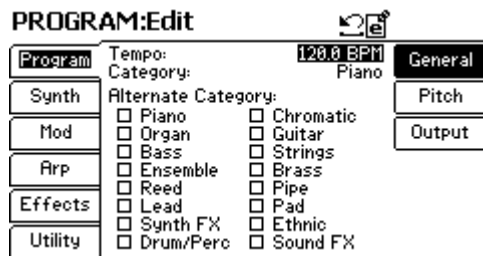 PROGRAM:Edit
Program
Synth
Mod
Arp
Effects
Utility
Tempo: 120.0 BPM
Category: Piano
Alternate Category:
Piano Chromatic
Organ Guitar
Bass Strings
Ensemble Brass
Reed Pipe
Lead Pad
Synth FX Ethnic
Drum/Perc Sound FX
General
Pitch
Output